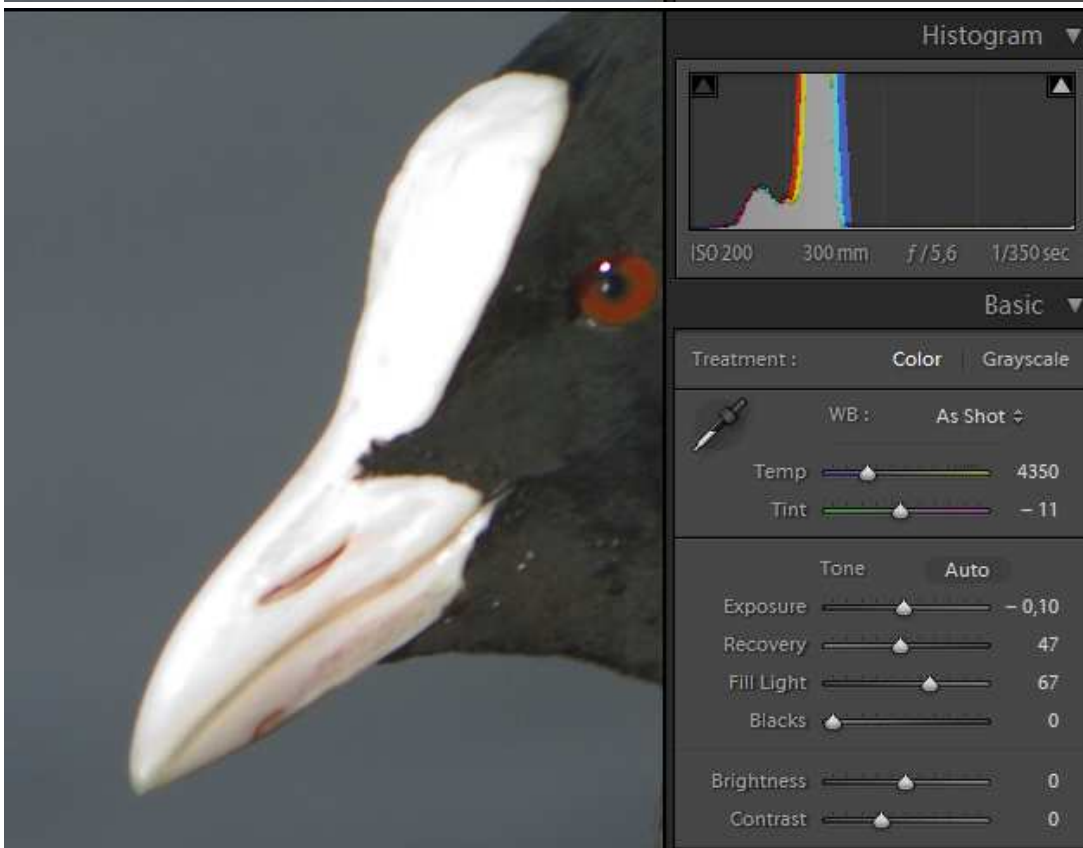 Histogram
ISO 200 300 mm ƒ / 5,6 1/350 sec
Basic
Treatment : Color Grayscale
WB : As Shot
Temp 4350
Tint – 11
Tone Auto
Exposure – 0,10
Recovery 47
Fill Light 67
Blacks 0
Brightness 0
Contrast 0